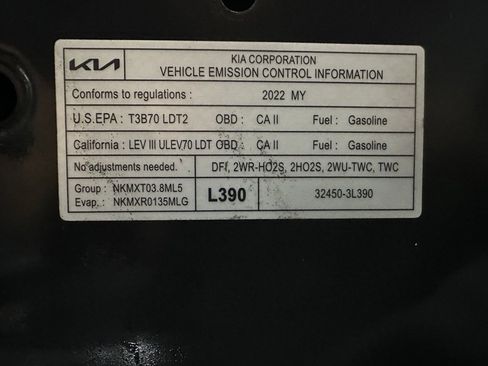 KIA
KIA CORPORATION
VEHICLE EMISSION CONTROL INFORMATION
Conforms to regulations : 2022 MY
U.S.EPA : T3B70 LDT2 OBD : CA II Fuel : Gasoline
California : LEV III ULEV70 LDT OBD : CA II Fuel : Gasoline
No adjustments needed. DFI, 2WR-HO2S, 2HO2S, 2WU-TWC, TWC
Group : NKMXT03.8ML5
Evap. : NKMXR0135MLG
L390
32450-3L390